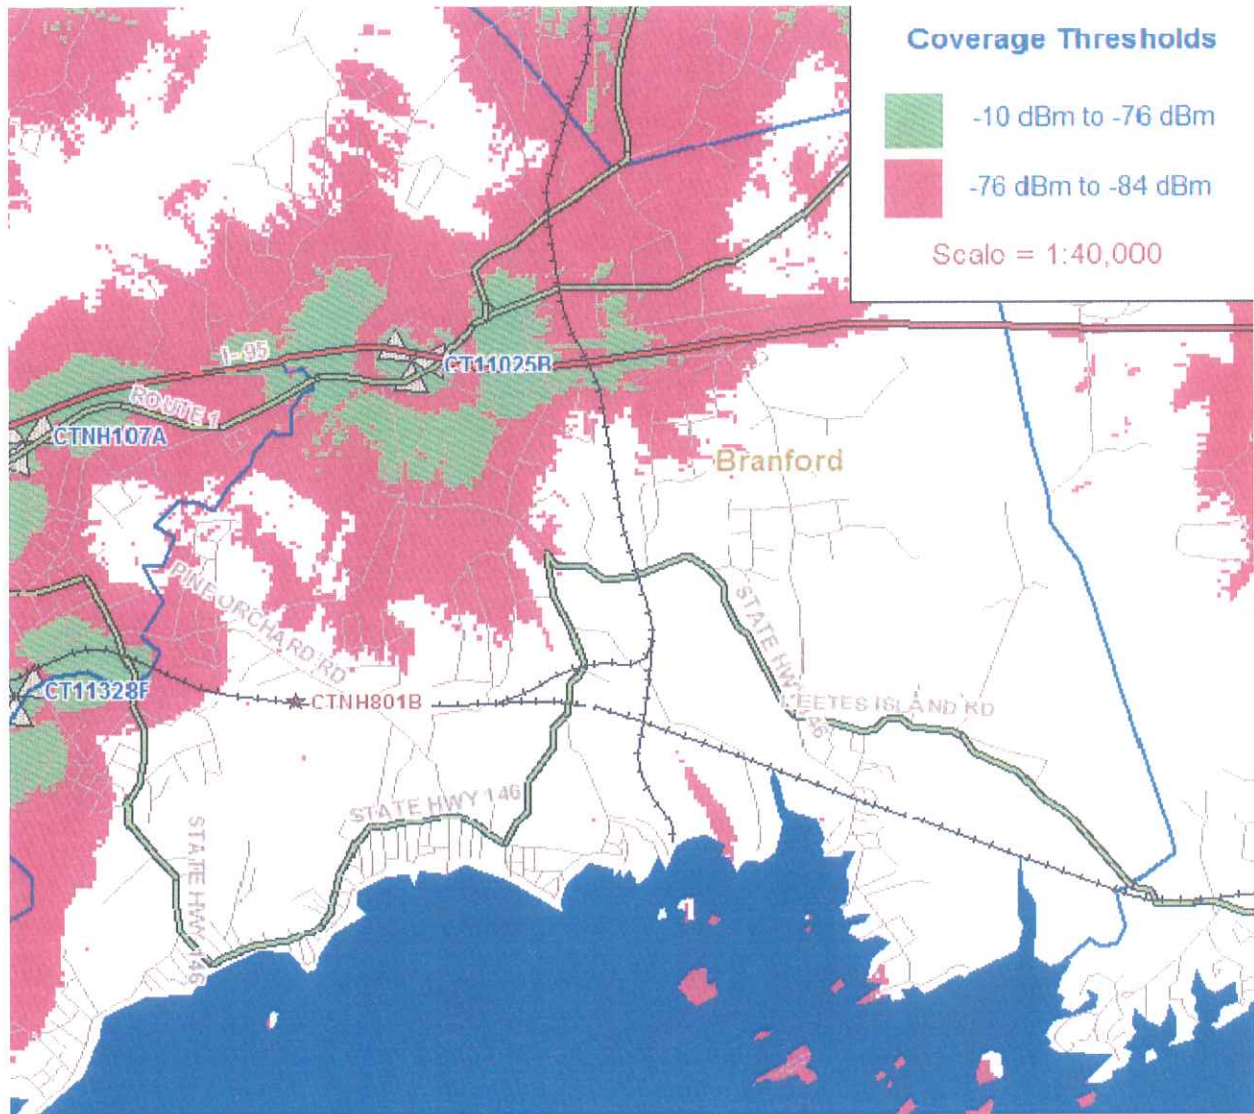 Coverage Thresholds
-10 dBm to -76 dBm
-76 dBm to -84 dBm
Scale = 1:40,000
I-95
CT11025B
ROUTE 1
CTNH107A
Branford
PINE ORCHARD RD
STATE HWY 146
CT11328F
CTNH801B
LEETES ISLAND RD
STATE HWY 146
STATE HWY 146